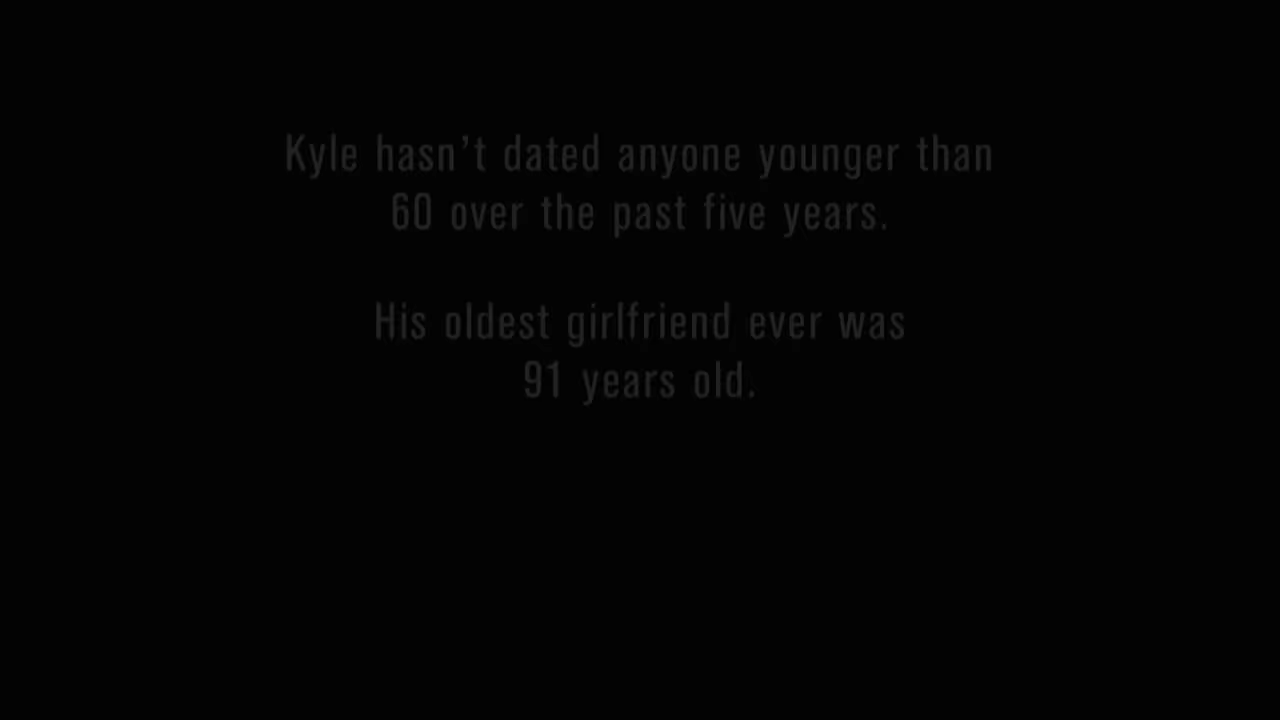 Kyle hasn’t dated anyone younger than
60 over the past five years.
His oldest girlfriend ever was
91 years old.